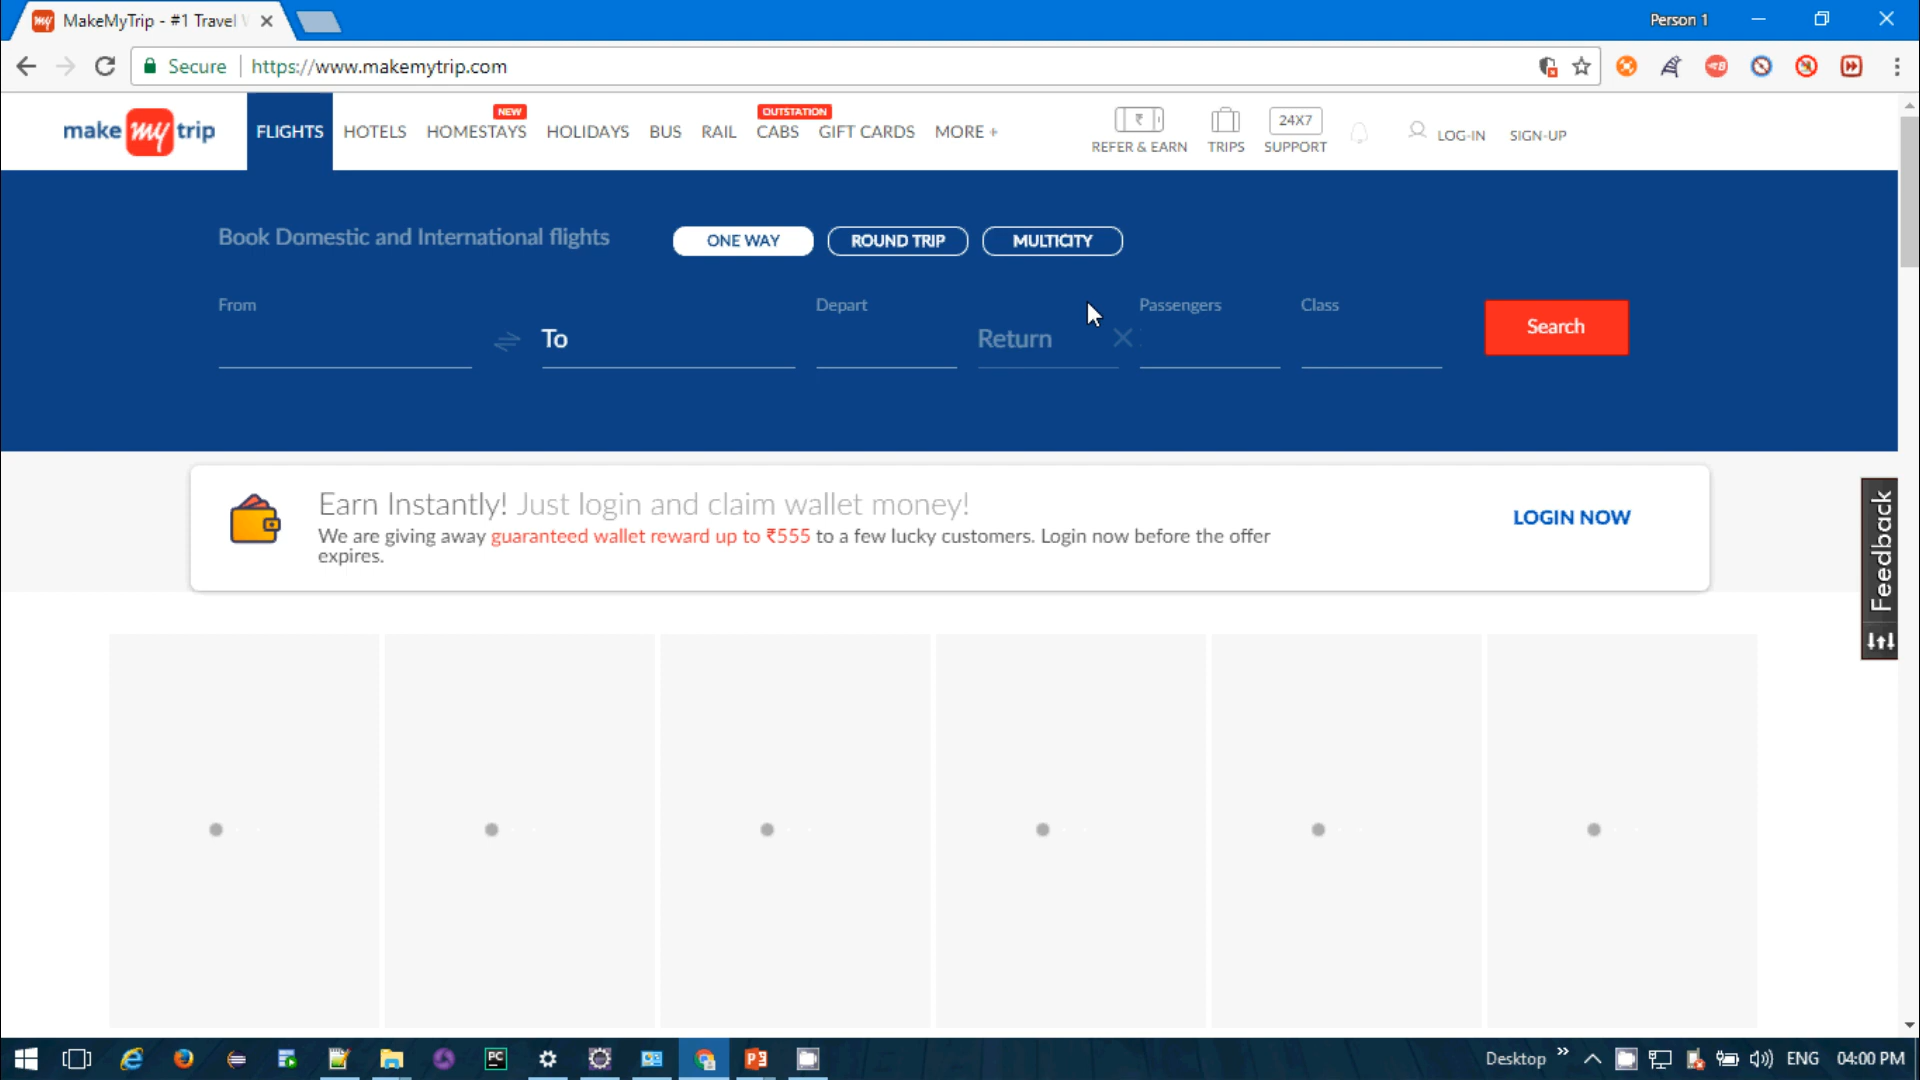 MakeMyTrip - #1 Travel
Person 1
Secure
https://www.makemytrip.com
make my trip
FLIGHTS
HOTELS
NEW
HOMESTAYS
HOLIDAYS
BUS
RAIL
OUTSTATION
CABS
GIFT CARDS
MORE +
REFER & EARN
TRIPS
24X7
SUPPORT
LOG-IN
SIGN-UP
Book Domestic and International flights
ONE WAY
ROUND TRIP
MULTICITY
From
To
Depart
Return
Passengers
Class
Search
Earn Instantly! Just login and claim wallet money!
We are giving away guaranteed wallet reward up to ₹555 to a few lucky customers. Login now before the offer
expires.
LOGIN NOW
Feedback
PC
Desktop
ENG
04:00 PM